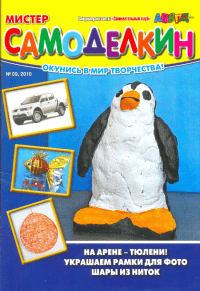 МИСТЕР
САМОДЕЛКИН
ОКУНИСЬ В МИР ТВОРЧЕСТВА!
№ 09, 2010
НА АРЕНЕ – ТЮЛЕНИ!
УКРАШАЕМ РАМКИ ДЛЯ ФОТО
ШАРЫ ИЗ НИТОК